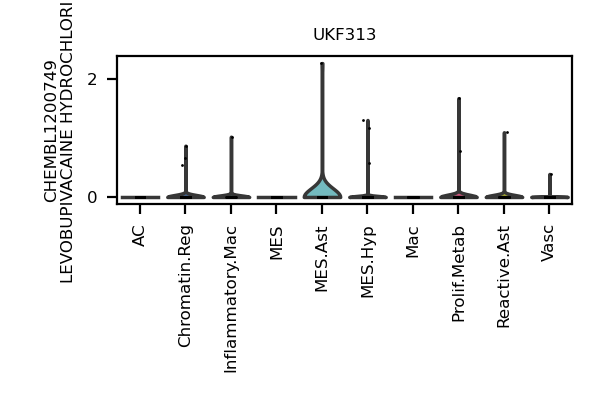 UKF313
CHEMBL1200749
LEVOBUPIVACAINE HYDROCHLORI
2
0
AC
Chromatin.Reg
Inflammatory.Mac
MES
MES.Ast
MES.Hyp
Mac
Prolif.Metab
Reactive.Ast
Vasc